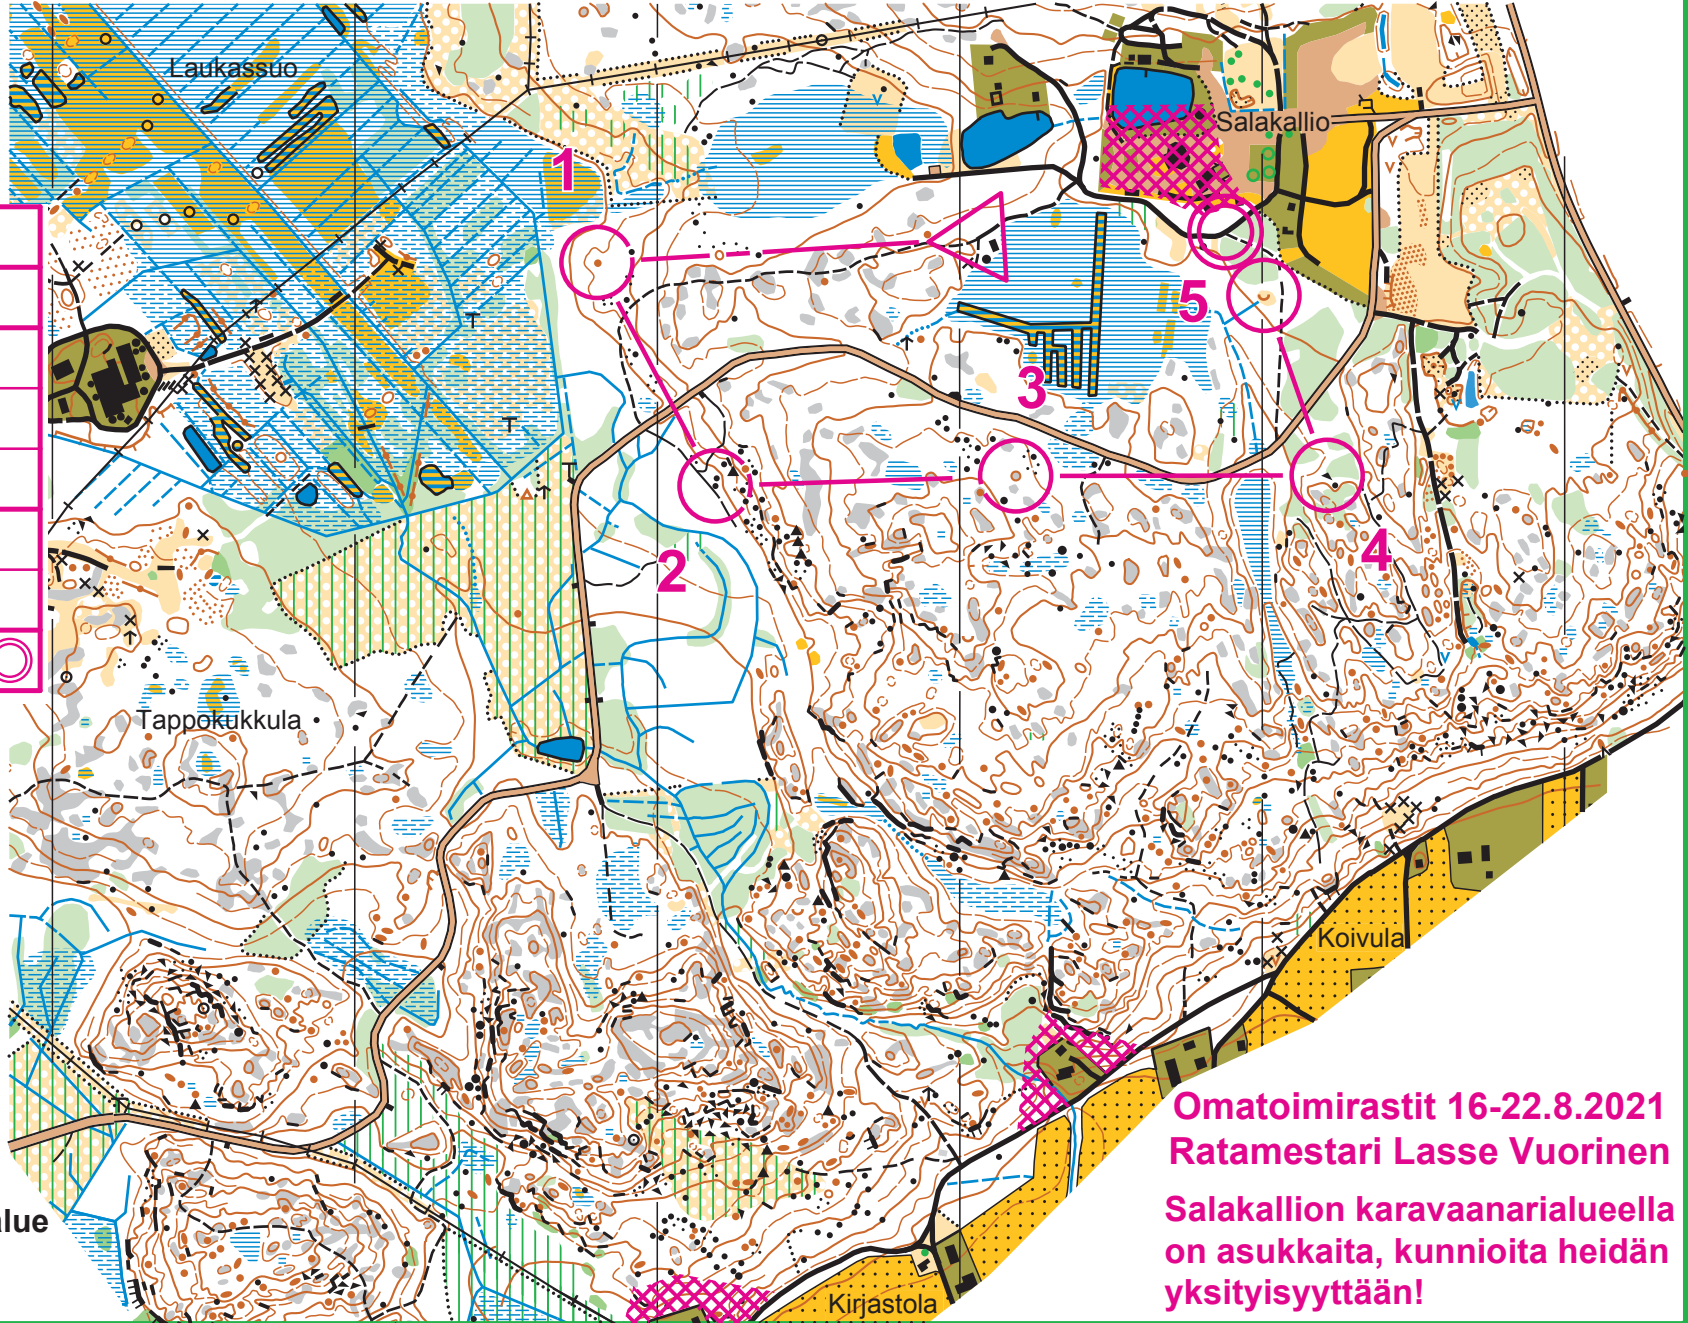 Laukassuo
Salakallio
1
5
3
4
2
Tappokukkula
Koivula
Omatoimirastit 16-22.8.2021
Ratamestari Lasse Vuorinen
Salakallion karavaanarialueella
on asukkaita, kunnioita heidän
yksityisyyttään!
Kirjastola